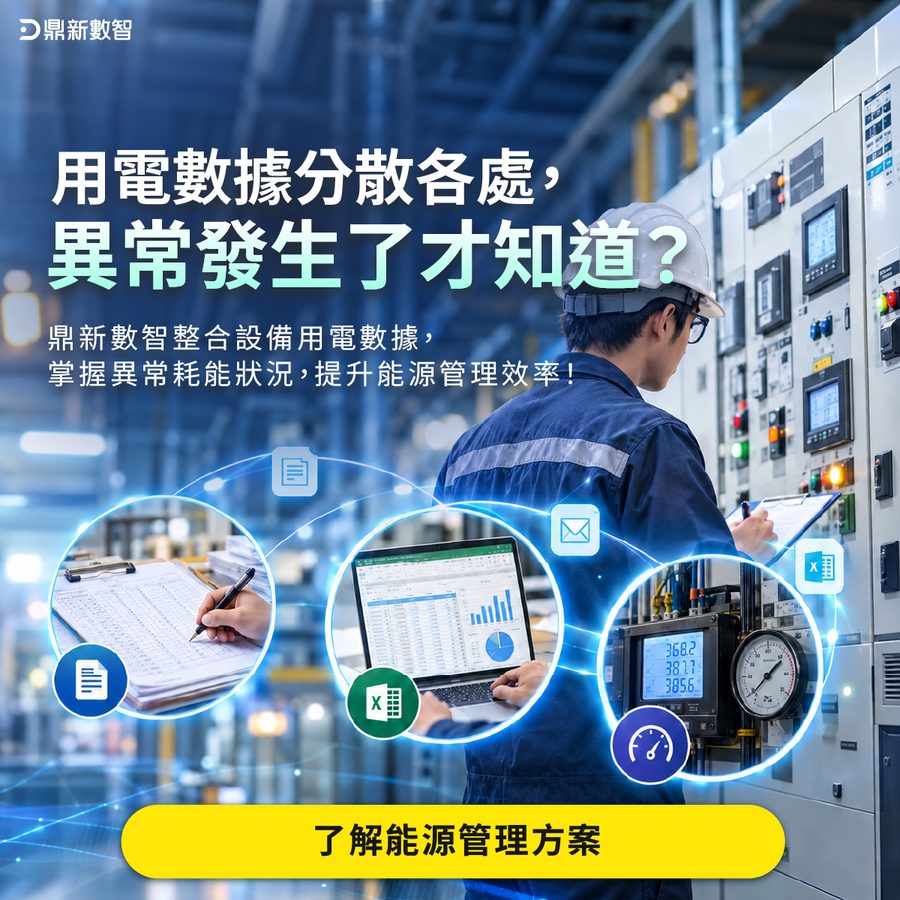 鼎新數智
用電數據分散各處，
異常發生了才知道？
鼎新數智整合設備用電數據，
掌握異常耗能狀況，提升能源管理效率！
X
X
368.2
381.7
385.6
了解能源管理方案